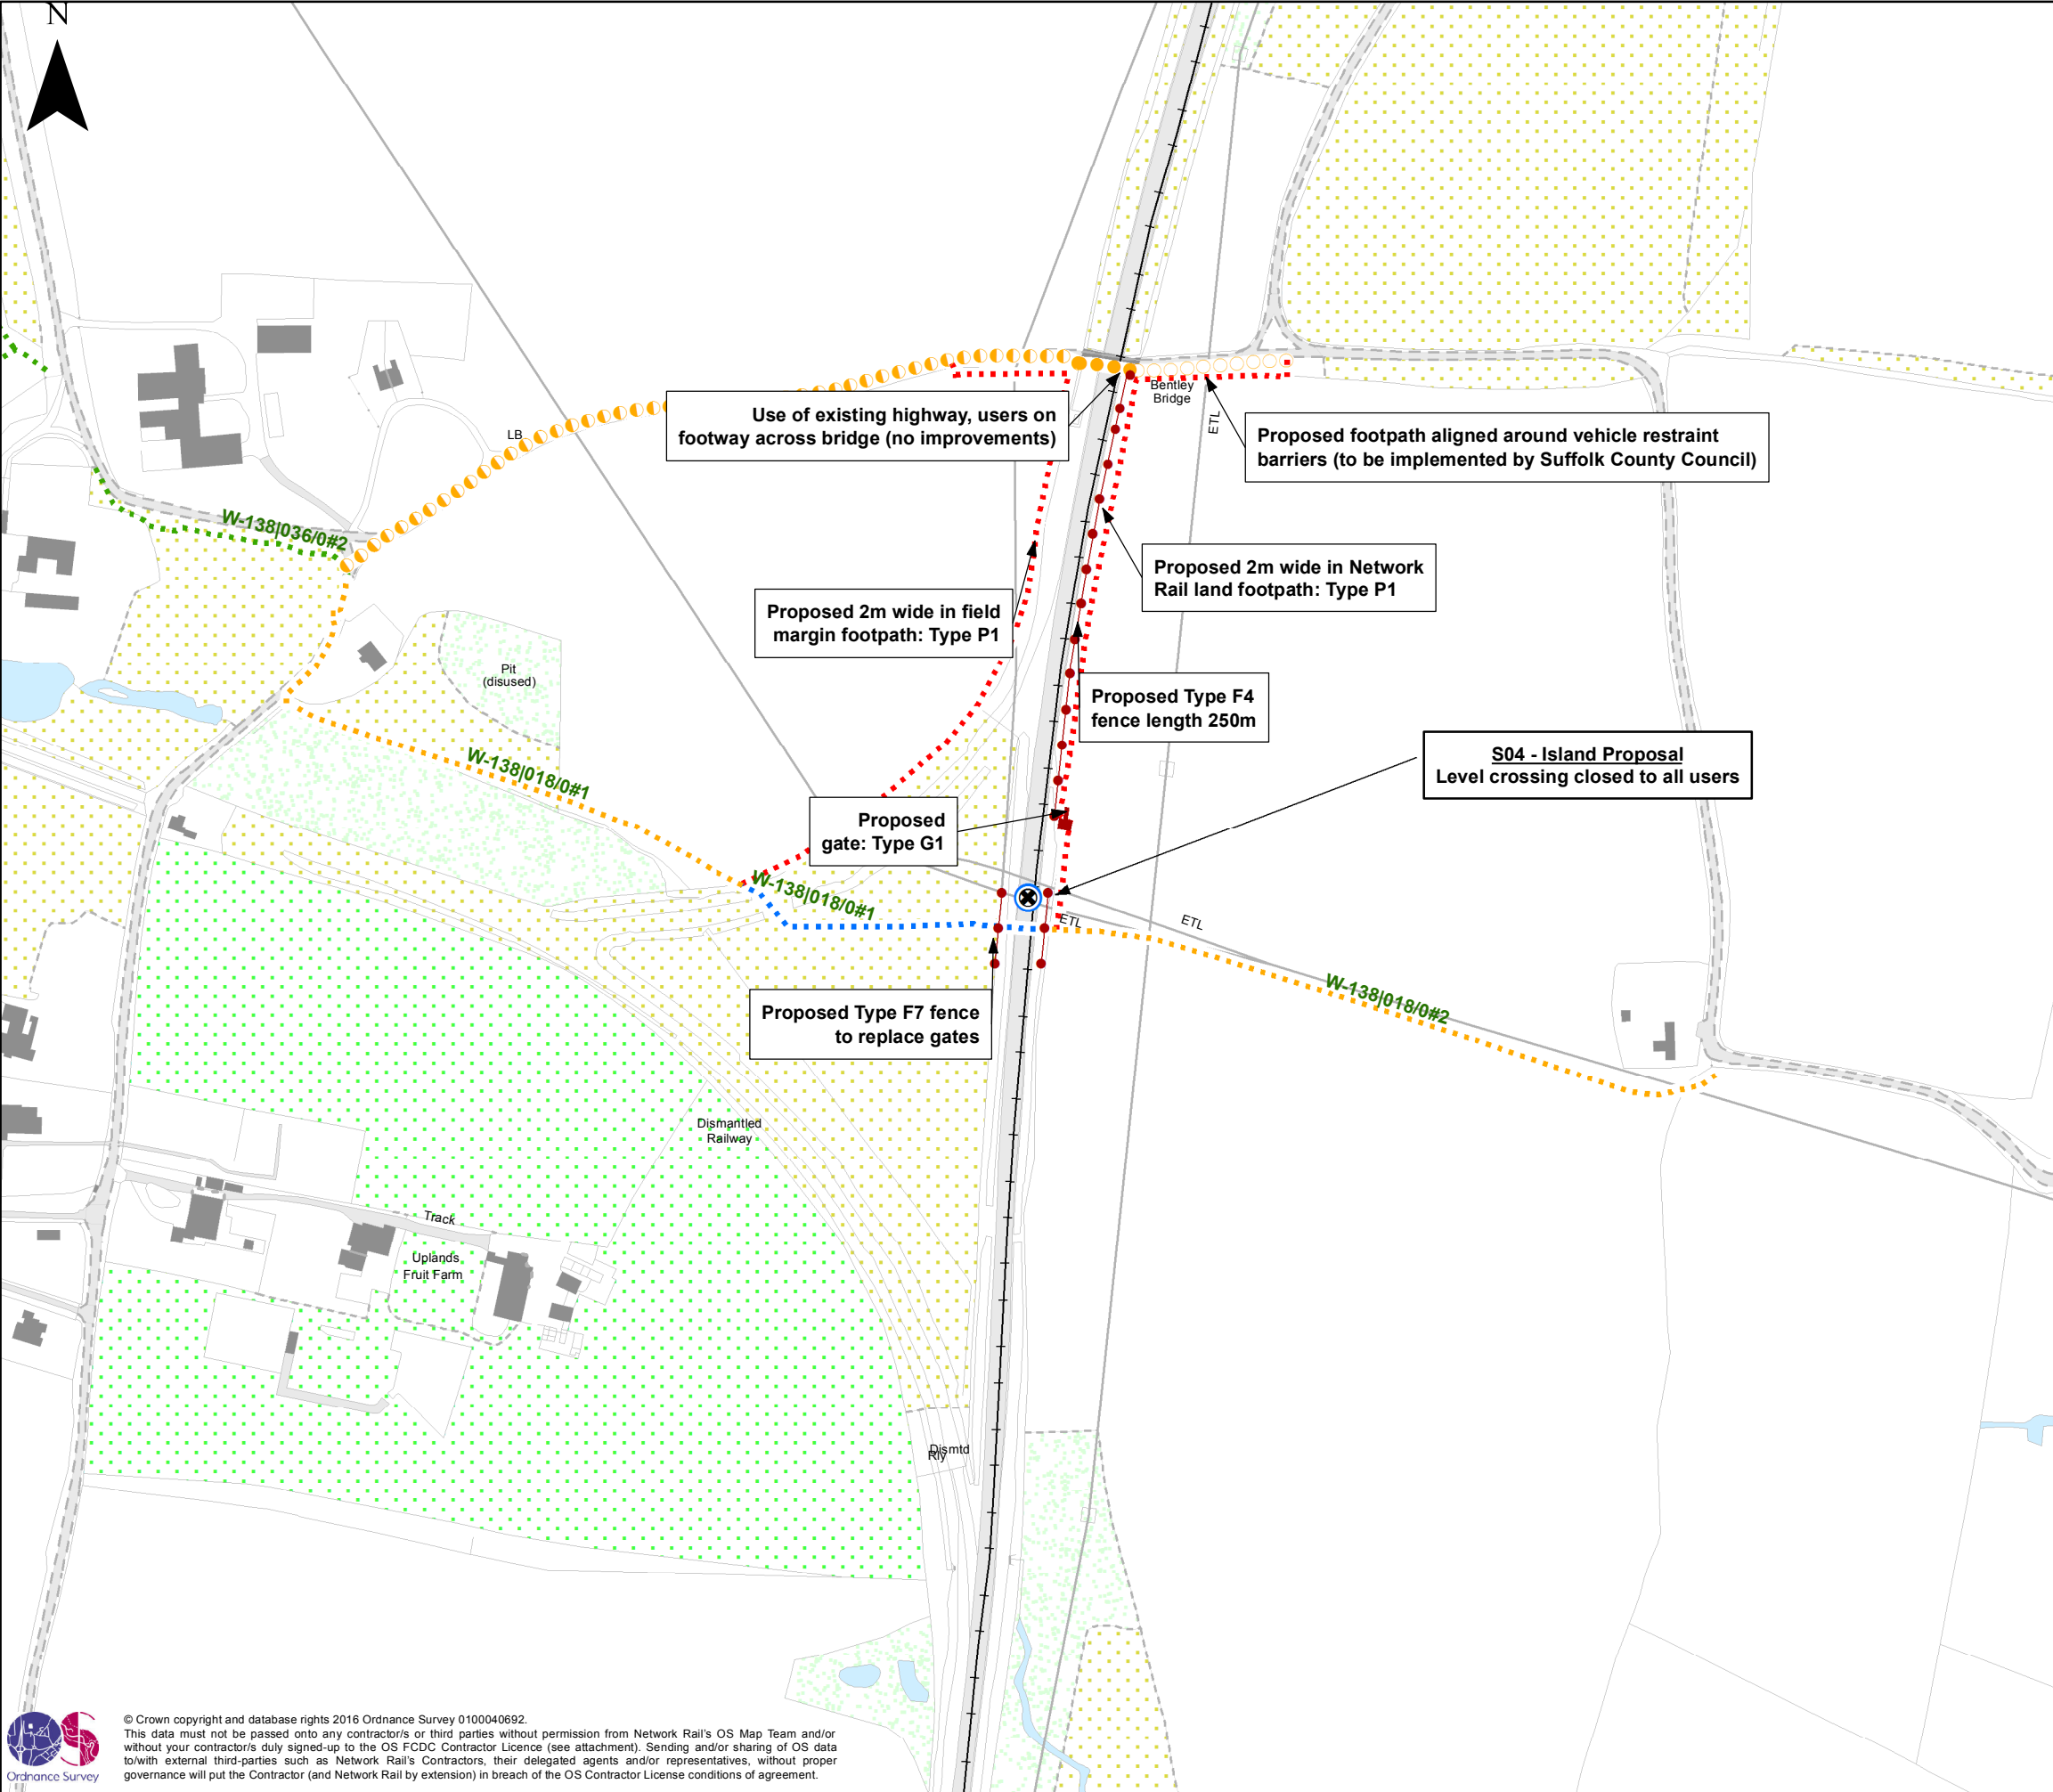 N
LB
Use of existing highway, users on
footway across bridge (no improvements)
Bentley
Bridge
ETL
Proposed footpath aligned around vehicle restraint
barriers (to be implemented by Suffolk County Council)
W-138|036/0#2
Proposed 2m wide in Network
Rail land footpath: Type P1
Proposed 2m wide in field
margin footpath: Type P1
Pit
(disused)
Proposed Type F4
fence length 250m
S04 - Island Proposal
Level crossing closed to all users
W-138|018/0#1
Proposed
gate: Type G1
W-138|018/0#1
ETL
ETL
W-138|018/0#2
Proposed Type F7 fence
to replace gates
Dismantled
Railway
Track
Uplands
Fruit Farm
Dismtd
Rly
© Crown copyright and database rights 2016 Ordnance Survey 0100040692.
This data must not be passed onto any contractor/s or third parties without permission from Network Rail's OS Map Team and/or
without your contractor/s duly signed-up to the OS FCDC Contractor Licence (see attachment). Sending and/or sharing of OS data
to/with external third-parties such as Network Rail's Contractors, their delegated agents and/or representatives, without proper
governance will put the Contractor (and Network Rail by extension) in breach of the OS Contractor License conditions of agreement.
Ordnance Survey